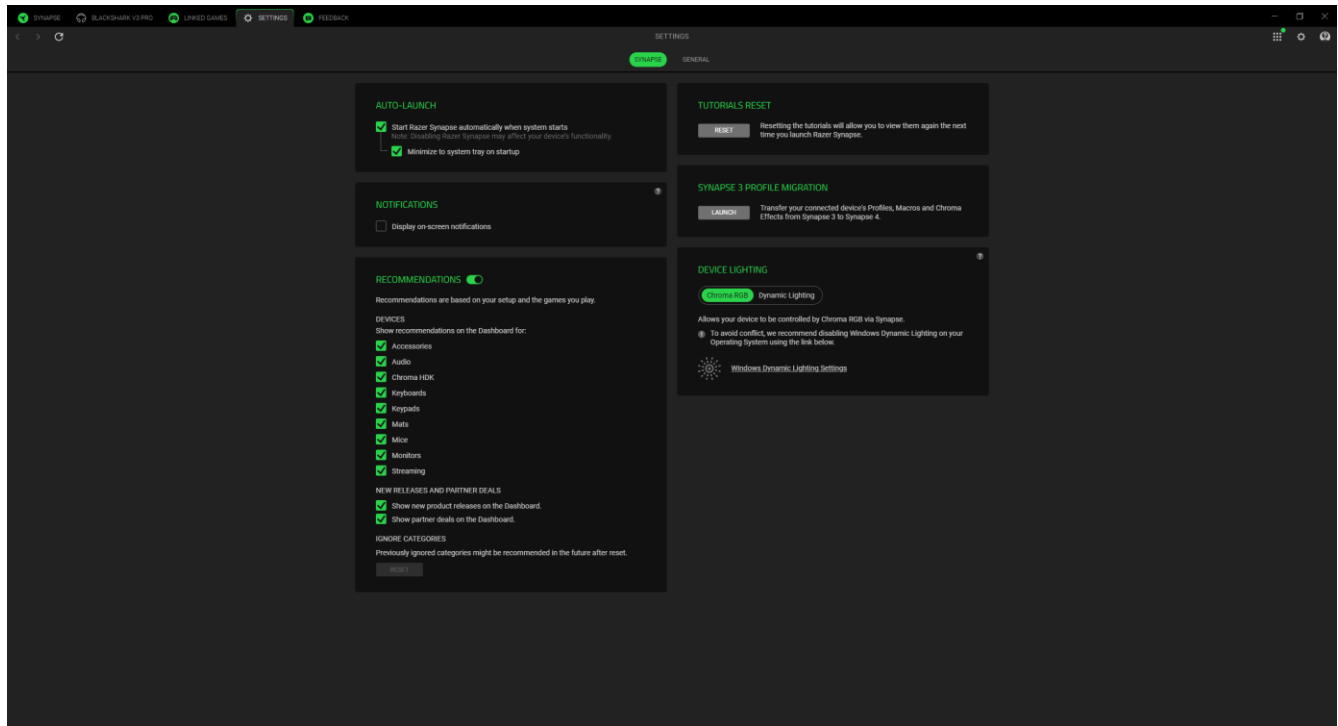 SYNAPSE
BLACKSHARK V3 PRO
LINKED GAMES
SETTINGS
FEEDBACK
SETTINGS
SYNAPSE
GENERAL
AUTO-LAUNCH
Start Razer Synapse automatically when system starts
Note: Disabling Razer Synapse may affect your device's functionality.
Minimize to system tray on startup
NOTIFICATIONS
Display on-screen notifications
RECOMMENDATIONS
Recommendations are based on your setup and the games you play.
DEVICES
Show recommendations on the Dashboard for:
Accessories
Audio
Chroma HDK
Keyboards
Keypads
Mats
Mice
Monitors
Streaming
NEW RELEASES AND PARTNER DEALS
Show new product releases on the Dashboard.
Show partner deals on the Dashboard.
IGNORE CATEGORIES
Previously ignored categories might be recommended in the future after reset.
RESET
TUTORIALS RESET
RESET
Resetting the tutorials will allow you to view them again the next
time you launch Razer Synapse.
SYNAPSE 3 PROFILE MIGRATION
LAUNCH
Transfer your connected device's Profiles, Macros and Chroma
Effects from Synapse 3 to Synapse 4.
DEVICE LIGHTING
Chroma RGB
Dynamic Lighting
Allows your device to be controlled by Chroma RGB via Synapse.
To avoid conflict, we recommend disabling Windows Dynamic Lighting on your
Operating System using the link below.
Windows Dynamic Lighting Settings